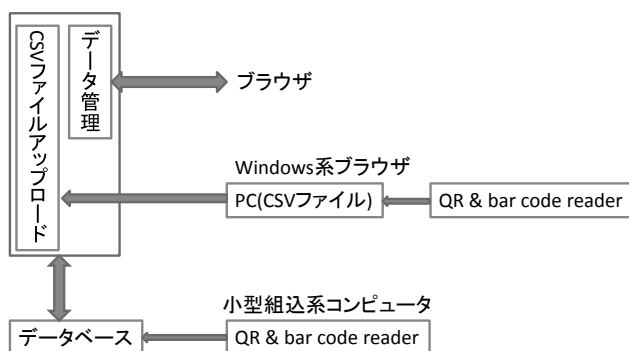 CSVファイルアップロード
データ管理
ブラウザ
Windows系ブラウザ
PC(CSVファイル)
QR & bar code reader
小型組込系コンピュータ
データベース
QR & bar code reader